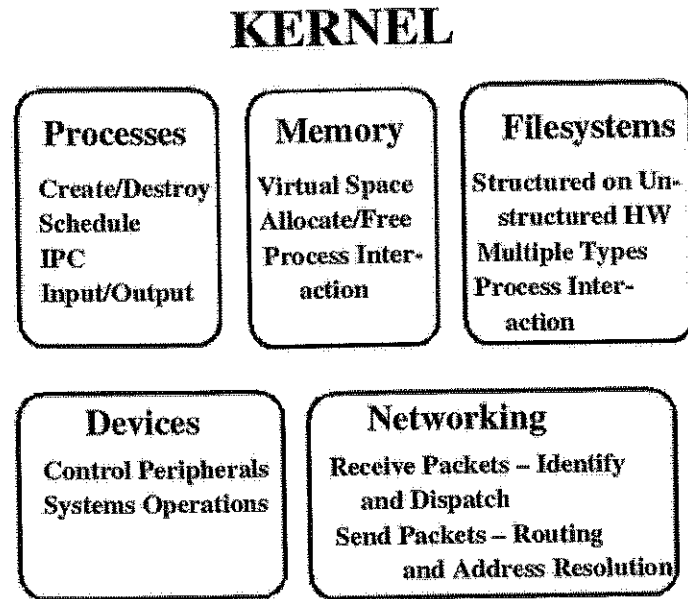 KERNEL
Processes
Create/Destroy
Schedule
IPC
Input/Output
Memory
Virtual Space
Allocate/Free
Process Inter-
action
Filesystems
Structured on Un-
structured HW
Multiple Types
Process Inter-
action
Devices
Control Peripherals
Systems Operations
Networking
Receive Packets – Identify
and Dispatch
Send Packets – Routing
and Address Resolution